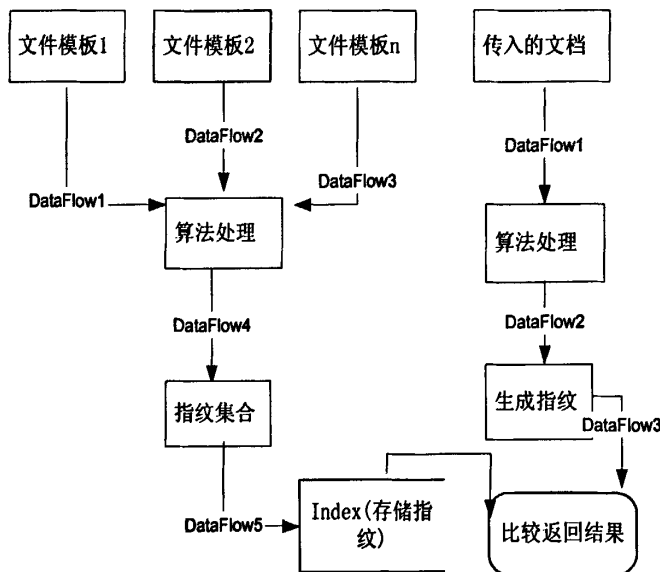 文件模板1
文件模板2
文件模板n
传入的文档
DataFlow2
DataFlow1
DataFlow3
DataFlow1
算法处理
算法处理
DataFlow4
DataFlow2
指纹集合
生成指纹
DataFlow3
DataFlow5
Index(存储指
纹)
比较返回结果